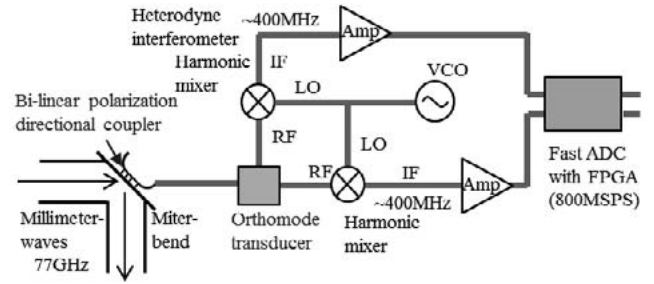 Heterodyne
interferometer
Harmonic
mixer
~400MHz
Amp
IF
LO
VCO
Bi-linear polarization
directional coupler
RF
LO
RF
IF
Amp
~400MHz
Fast ADC
with FPGA
(800MSPS)
Millimeter-
waves
77GHz
Miter-
bend
Orthomode
transducer
Harmonic
mixer